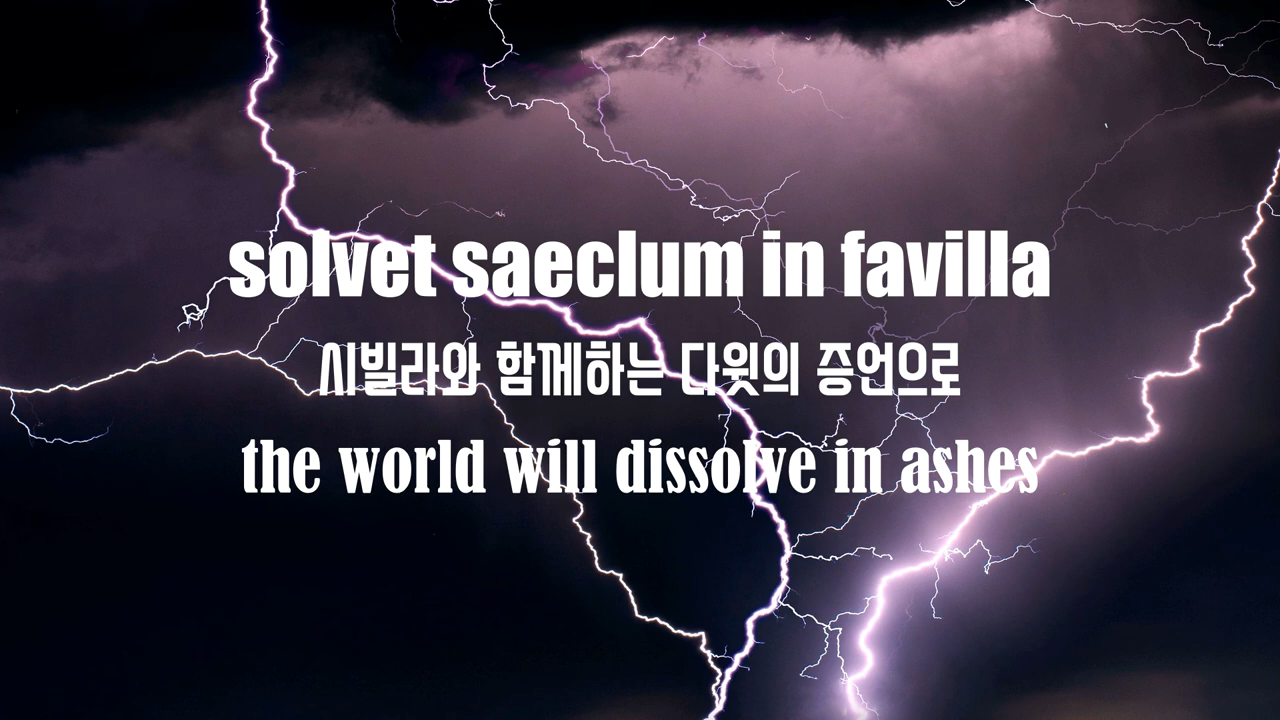 solvet saeclum in favilla
시빌라와 함께하는 다윗의 증언으로
the world will dissolve in ashes